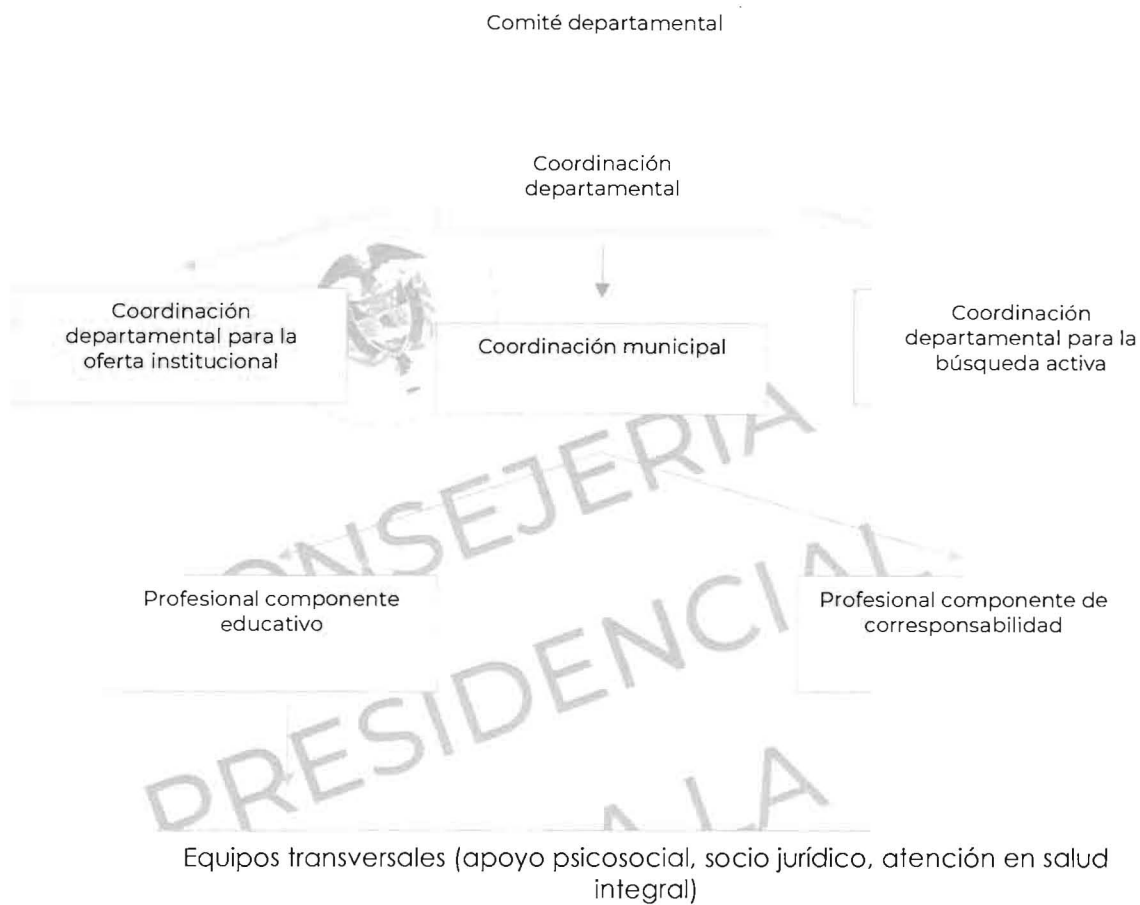 Comité departamental
Coordinación
departamental
Coordinación
departamental para la
oferta institucional
Coordinación municipal
Coordinación
departamental para la
búsqueda activa
CONSEJERIA
Profesional componente
educativo
Profesional componente de
corresponsabilidad
PRESIDENCIAL
A LA
Equipos transversales (apoyo psicosocial, socio jurídico, atención en salud
integral)